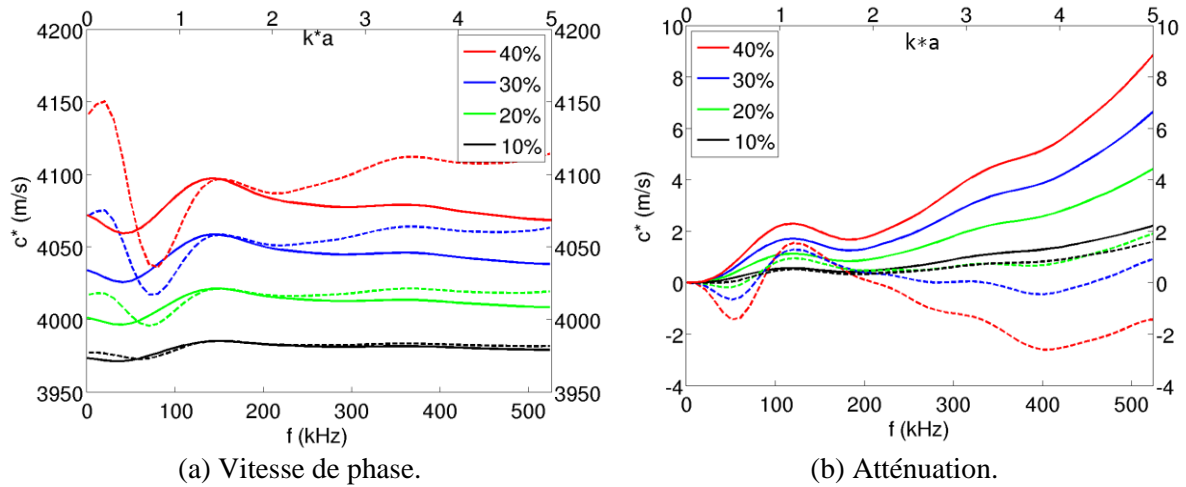 0 1 2 3 4 5
k*a
4200 4200
4150 4150
4100 4100
4050 4050
4000 4000
3950 3950
c* (m/s)
40%
30%
20%
10%
0 100 200 300 400 500
f (kHz)
(a) Vitesse de phase.
0 1 2 3 4 5
k*a
10 10
8 8
6 6
4 4
2 2
0 0
-2 -2
-4 -4
c* (m/s)
40%
30%
20%
10%
0 100 200 300 400 500
f (kHz)
(b) Atténuation.